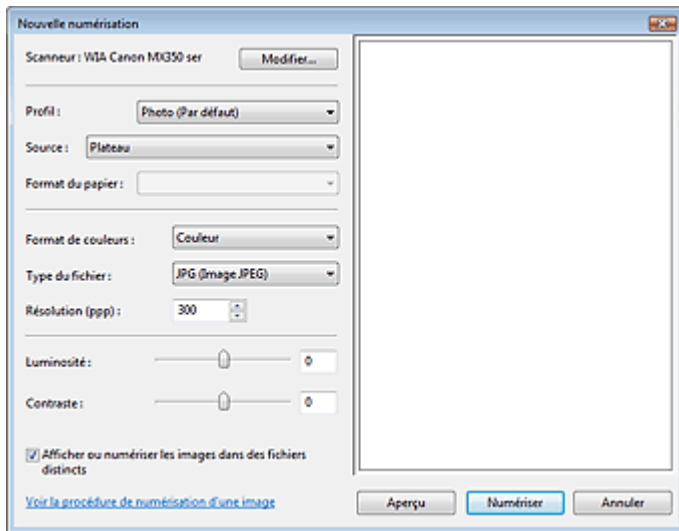 Nouvelle numérisation
Scanneur : WIA Canon MX350 ser
Modifier...
Profil :
Photo (Par défaut)
Source :
Plateau
Format du papier :
Format de couleurs :
Couleur
Type du fichier :
JPG (Image JPEG)
Résolution (ppp) :
300
Luminosité :
0
Contraste :
0
Afficher ou numériser les images dans des fichiers
distincts
Voir la procédure de numérisation d'une image
Aperçu
Numériser
Annuler